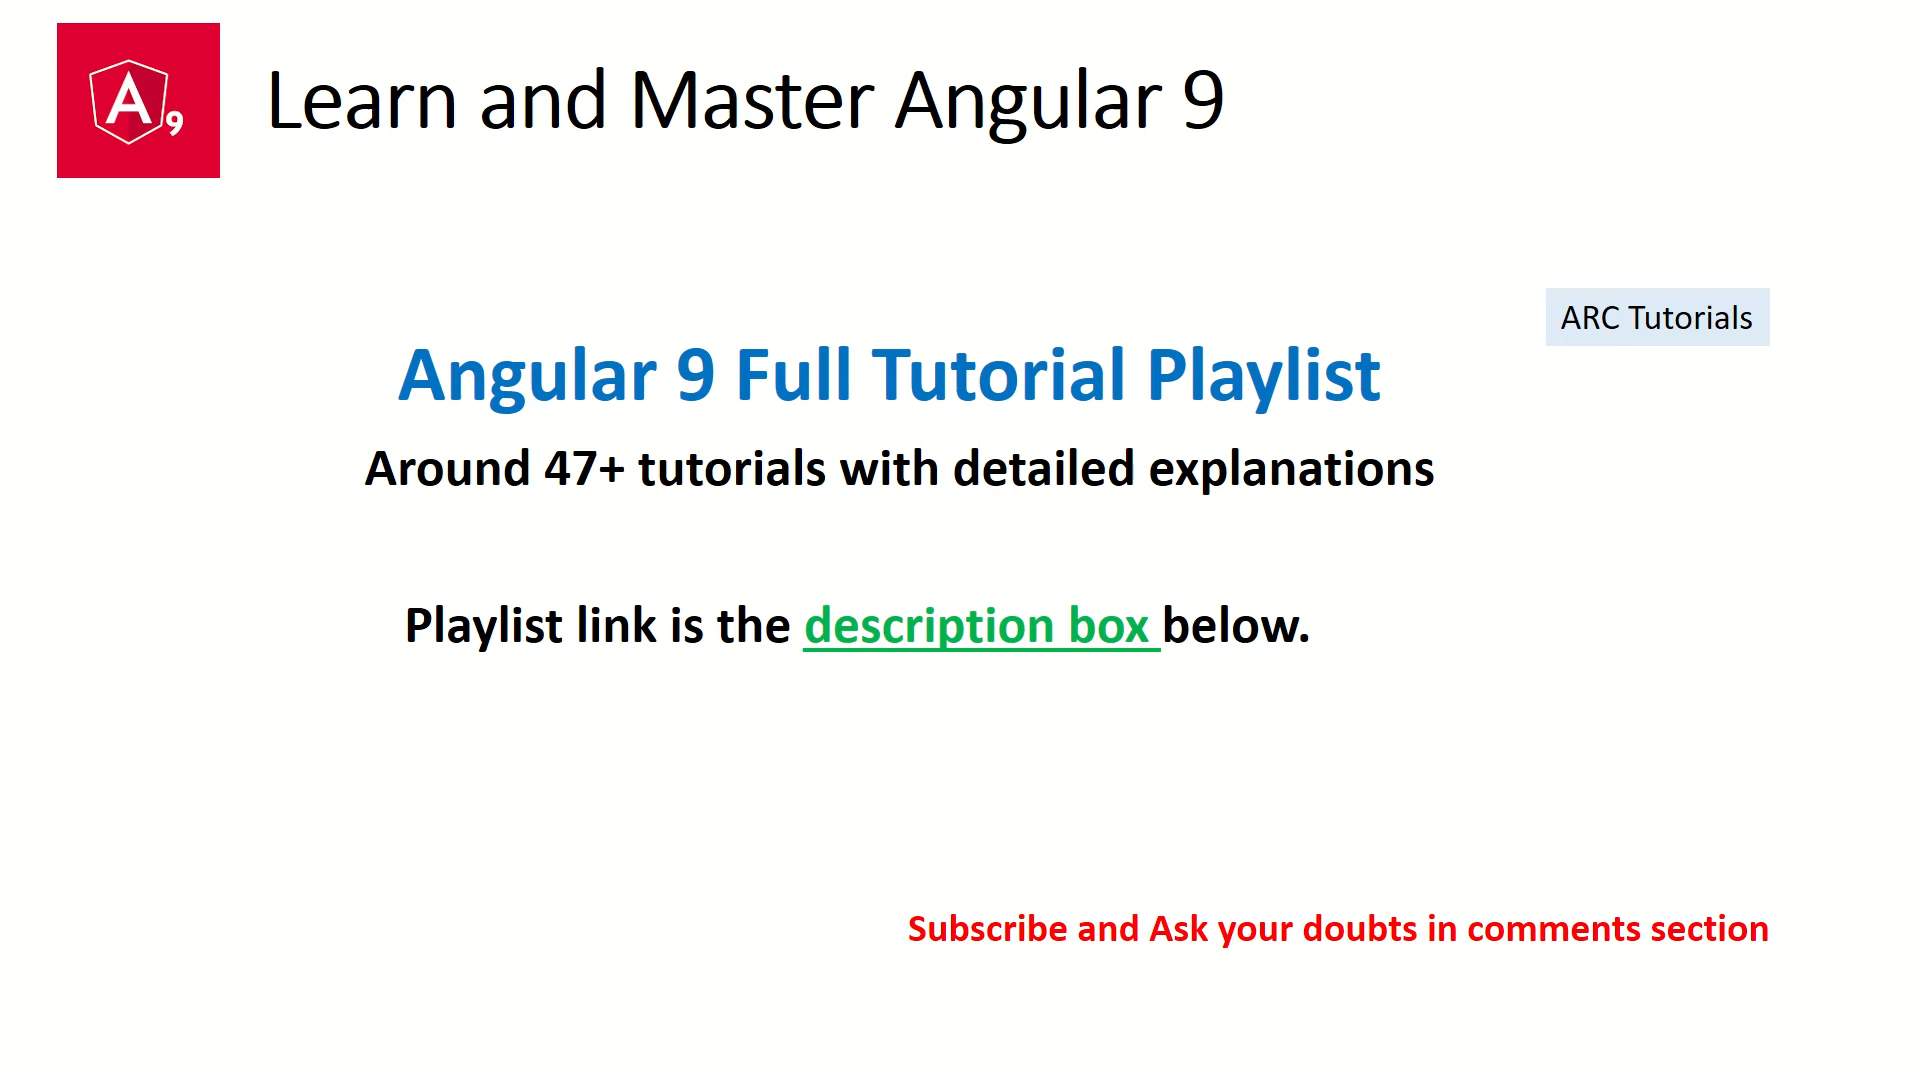 A9
Learn and Master Angular 9
ARC Tutorials
Angular 9 Full Tutorial Playlist
Around 47+ tutorials with detailed explanations
Playlist link is the description box below.
Subscribe and Ask your doubts in comments section